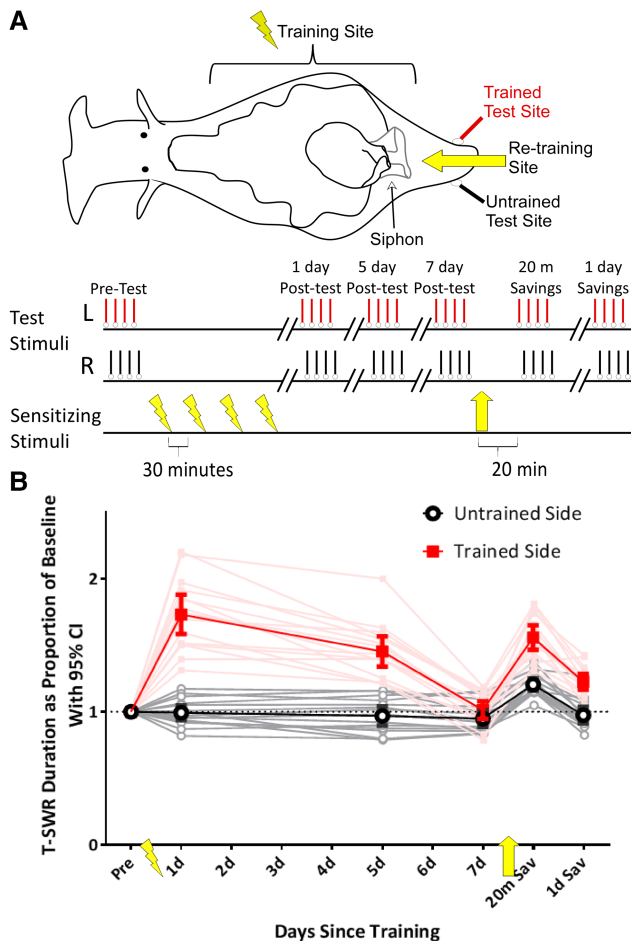 A
Training Site
Trained
Test Site
Re-training
Site
Untrained
Test Site
Siphon
1 day
5 day
7 day
20 m
1 day
Pre-Test
Post-test
Post-test
Post-test
Savings
Savings
Test
Stimuli
L
R
Sensitizing
Stimuli
30 minutes
20 min
B
T-SWR Duration as Proportion of Baseline
With 95% CI
Untrained Side
Trained Side
2
1
0
Pre
1d
2d
3d
4d
5d
6d
7d
20m Sav
1d Sav
Days Since Training